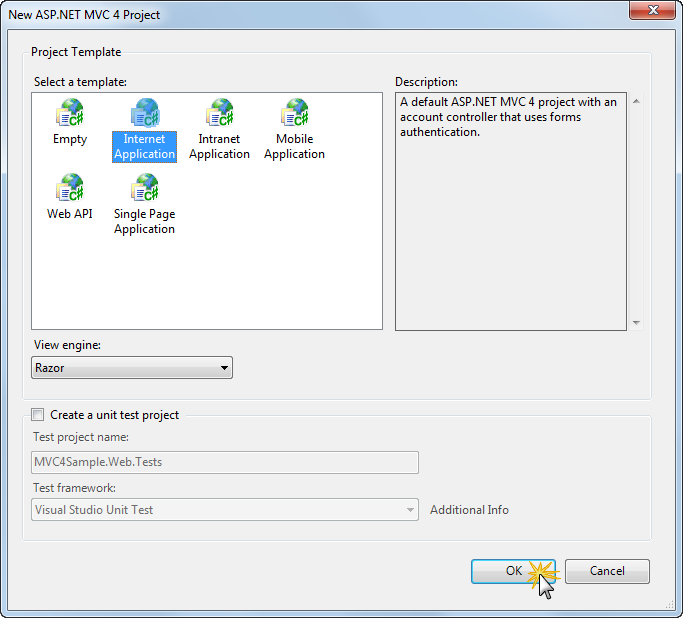 New ASP.NET MVC 4 Project
Project Template
Select a template:
Description:
Empty
Internet
Application
Intranet
Application
Mobile
Application
Web API
Single Page
Application
A default ASP.NET MVC 4 project with an
account controller that uses forms
authentication.
View engine:
Razor
Create a unit test project
Test project name:
MVC4Sample.Web.Tests
Test framework:
Visual Studio Unit Test
Additional Info
OK
Cancel